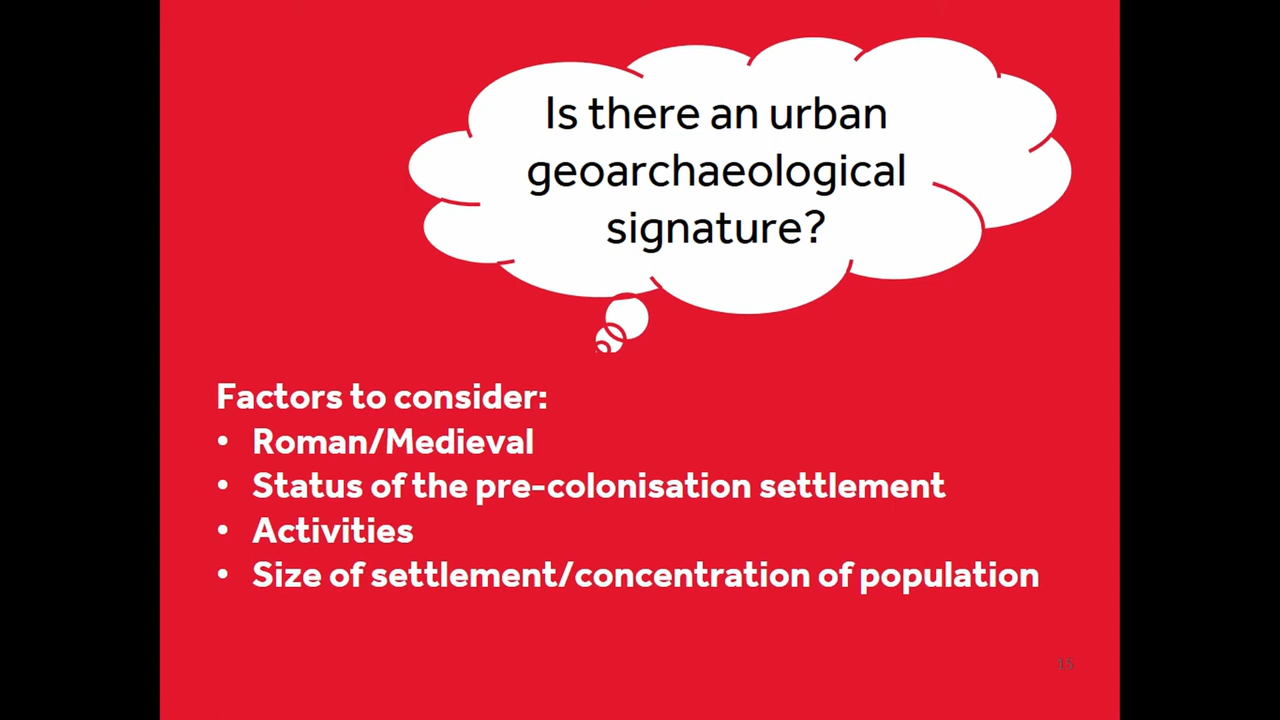 Is there an urban
geoarchaeological
signature?
Factors to consider:
• Roman/Medieval
• Status of the pre-colonisation settlement
• Activities
• Size of settlement/concentration of population
15